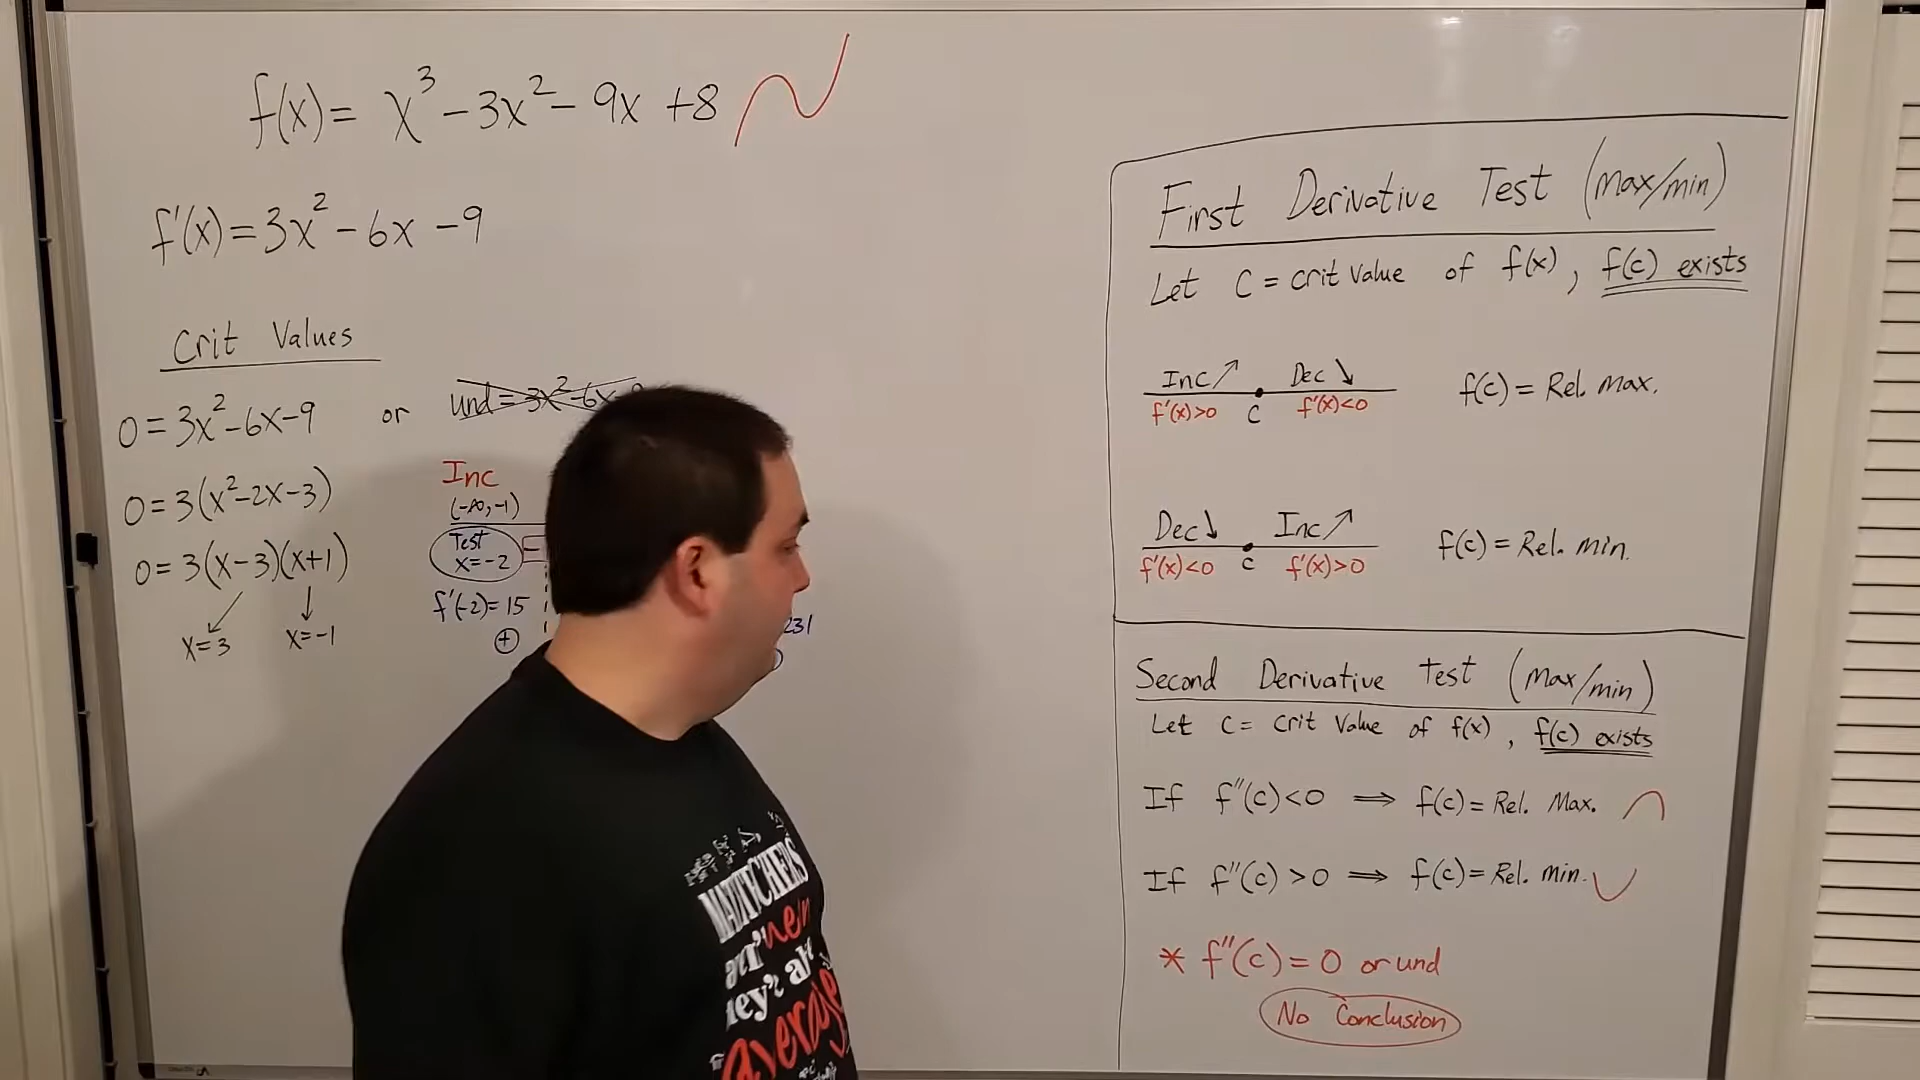 f(x) = x³ - 3x² - 9x + 8
f'(x) = 3x² - 6x - 9
Crit Values
0 = 3x² - 6x - 9 or und = 3x² - 6x -
0 = 3(x² - 2x - 3)
0 = 3(x - 3)(x + 1)
x = 3 x = -1
Inc
(-∞, -1)
Test
x = -2
f'(-2) = 15
+
231
First Derivative Test (max/min)
Let C = crit value of f(x), f(c) exists
Inc ↗ Dec ↘ f(c) = Rel. max.
f'(x)>0 C f'(x)<0
Dec ↓ Inc ↗ f(c) = Rel. min.
f'(x)<0 C f'(x)>0
Second Derivative Test (max/min)
Let C = crit Value of f(x), f(c) exists
If f''(c)<0 ⇒ f(c) = Rel. Max.
If f''(c)>0 ⇒ f(c) = Rel. min.
* f''(c) = 0 or und
No Conclusion
average